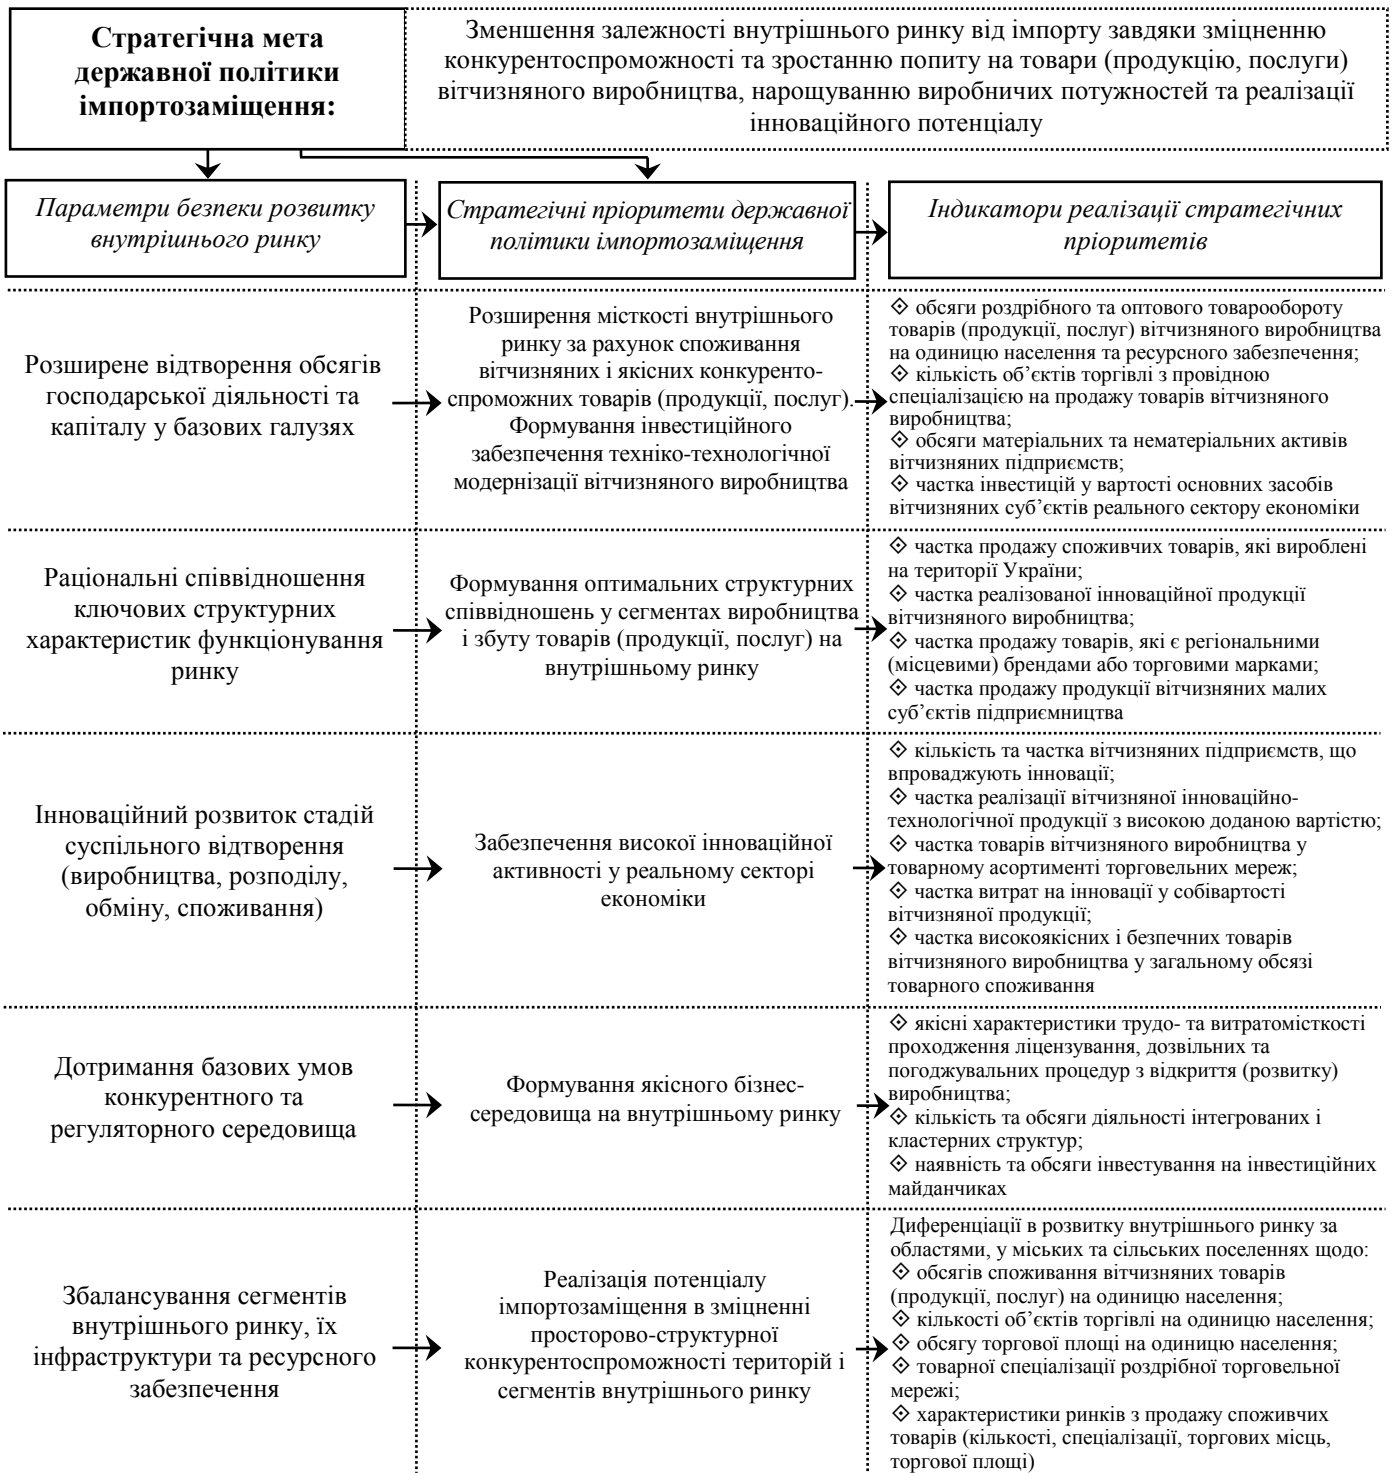 Стратегічна мета
державної політики
імпортозаміщення:
Зменшення залежності внутрішнього ринку від імпорту завдяки зміцненню
конкурентоспроможності та зростанню попиту на товари (продукцію, послуги)
вітчизняного виробництва, нарощуванню виробничих потужностей та реалізації
інноваційного потенціалу
Параметри безпеки розвитку
внутрішнього ринку
Стратегічні пріоритети державної
політики імпортозаміщення
Індикатори реалізації стратегічних
пріоритетів
Розширене відтворення обсягів
господарської діяльності та
капіталу у базових галузях
Розширення місткості внутрішнього
ринку за рахунок споживання
вітчизняних і якісних конкуренто-
спроможних товарів (продукції, послуг).
Формування інвестиційного
забезпечення техніко-технологічної
модернізації вітчизняного виробництва
обсяги роздрібного та оптового товарообороту
товарів (продукції, послуг) вітчизняного виробництва
на одиницю населення та ресурсного забезпечення;
кількість об’єктів торгівлі з провідною
спеціалізацією на продажу товарів вітчизняного
виробництва;
обсяги матеріальних та нематеріальних активів
вітчизняних підприємств;
частка інвестицій у вартості основних засобів
вітчизняних суб’єктів реального сектору економіки
Раціональні співвідношення
ключових структурних
характеристик функціонування
ринку
Формування оптимальних структурних
співвідношень у сегментах виробництва
і збуту товарів (продукції, послуг) на
внутрішньому ринку
частка продажу споживчих товарів, які вироблені
на території України;
частка реалізованої інноваційної продукції
вітчизняного виробництва;
частка продажу товарів, які є регіональними
(місцевими) брендами або торговими марками;
частка продажу продукції вітчизняних малих
суб’єктів підприємництва
Інноваційний розвиток стадій
суспільного відтворення
(виробництва, розподілу,
обміну, споживання)
Забезпечення високої інноваційної
активності у реальному секторі
економіки
кількість та частка вітчизняних підприємств, що
впроваджують інновації;
частка реалізації вітчизняної інноваційно-
технологічної продукції з високою доданою вартістю;
частка товарів вітчизняного виробництва у
товарному асортименті торговельних мереж;
частка витрат на інновації у собівартості
вітчизняної продукції;
частка високоякісних і безпечних товарів
вітчизняного виробництва у загальному обсязі
товарного споживання
Дотримання базових умов
конкурентного та
регуляторного середовища
Формування якісного бізнес-
середовища на внутрішньому ринку
якісні характеристики трудо- та витратомісткості
проходження ліцензування, дозвільних та
погоджувальних процедур з відкриття (розвитку)
виробництва;
кількість та обсяги діяльності інтегрованих і
кластерних структур;
наявність та обсяги інвестування на інвестиційних
майданчиках
Збалансування сегментів
внутрішнього ринку, їх
інфраструктури та ресурсного
забезпечення
Реалізація потенціалу
імпортозаміщення в зміцненні
просторово-структурної
конкурентоспроможності територій і
сегментів внутрішнього ринку
Диференціації в розвитку внутрішнього ринку за
областями, у міських та сільських поселеннях щодо:
обсягів споживання вітчизняних товарів
(продукції, послуг) на одиницю населення;
кількості об’єктів торгівлі на одиницю населення;
обсягу торгової площі на одиницю населення;
товарної спеціалізації роздрібної торговельної
мережі;
характеристики ринків з продажу споживчих
товарів (кількості, спеціалізації, торгових місць,
торгової площі)